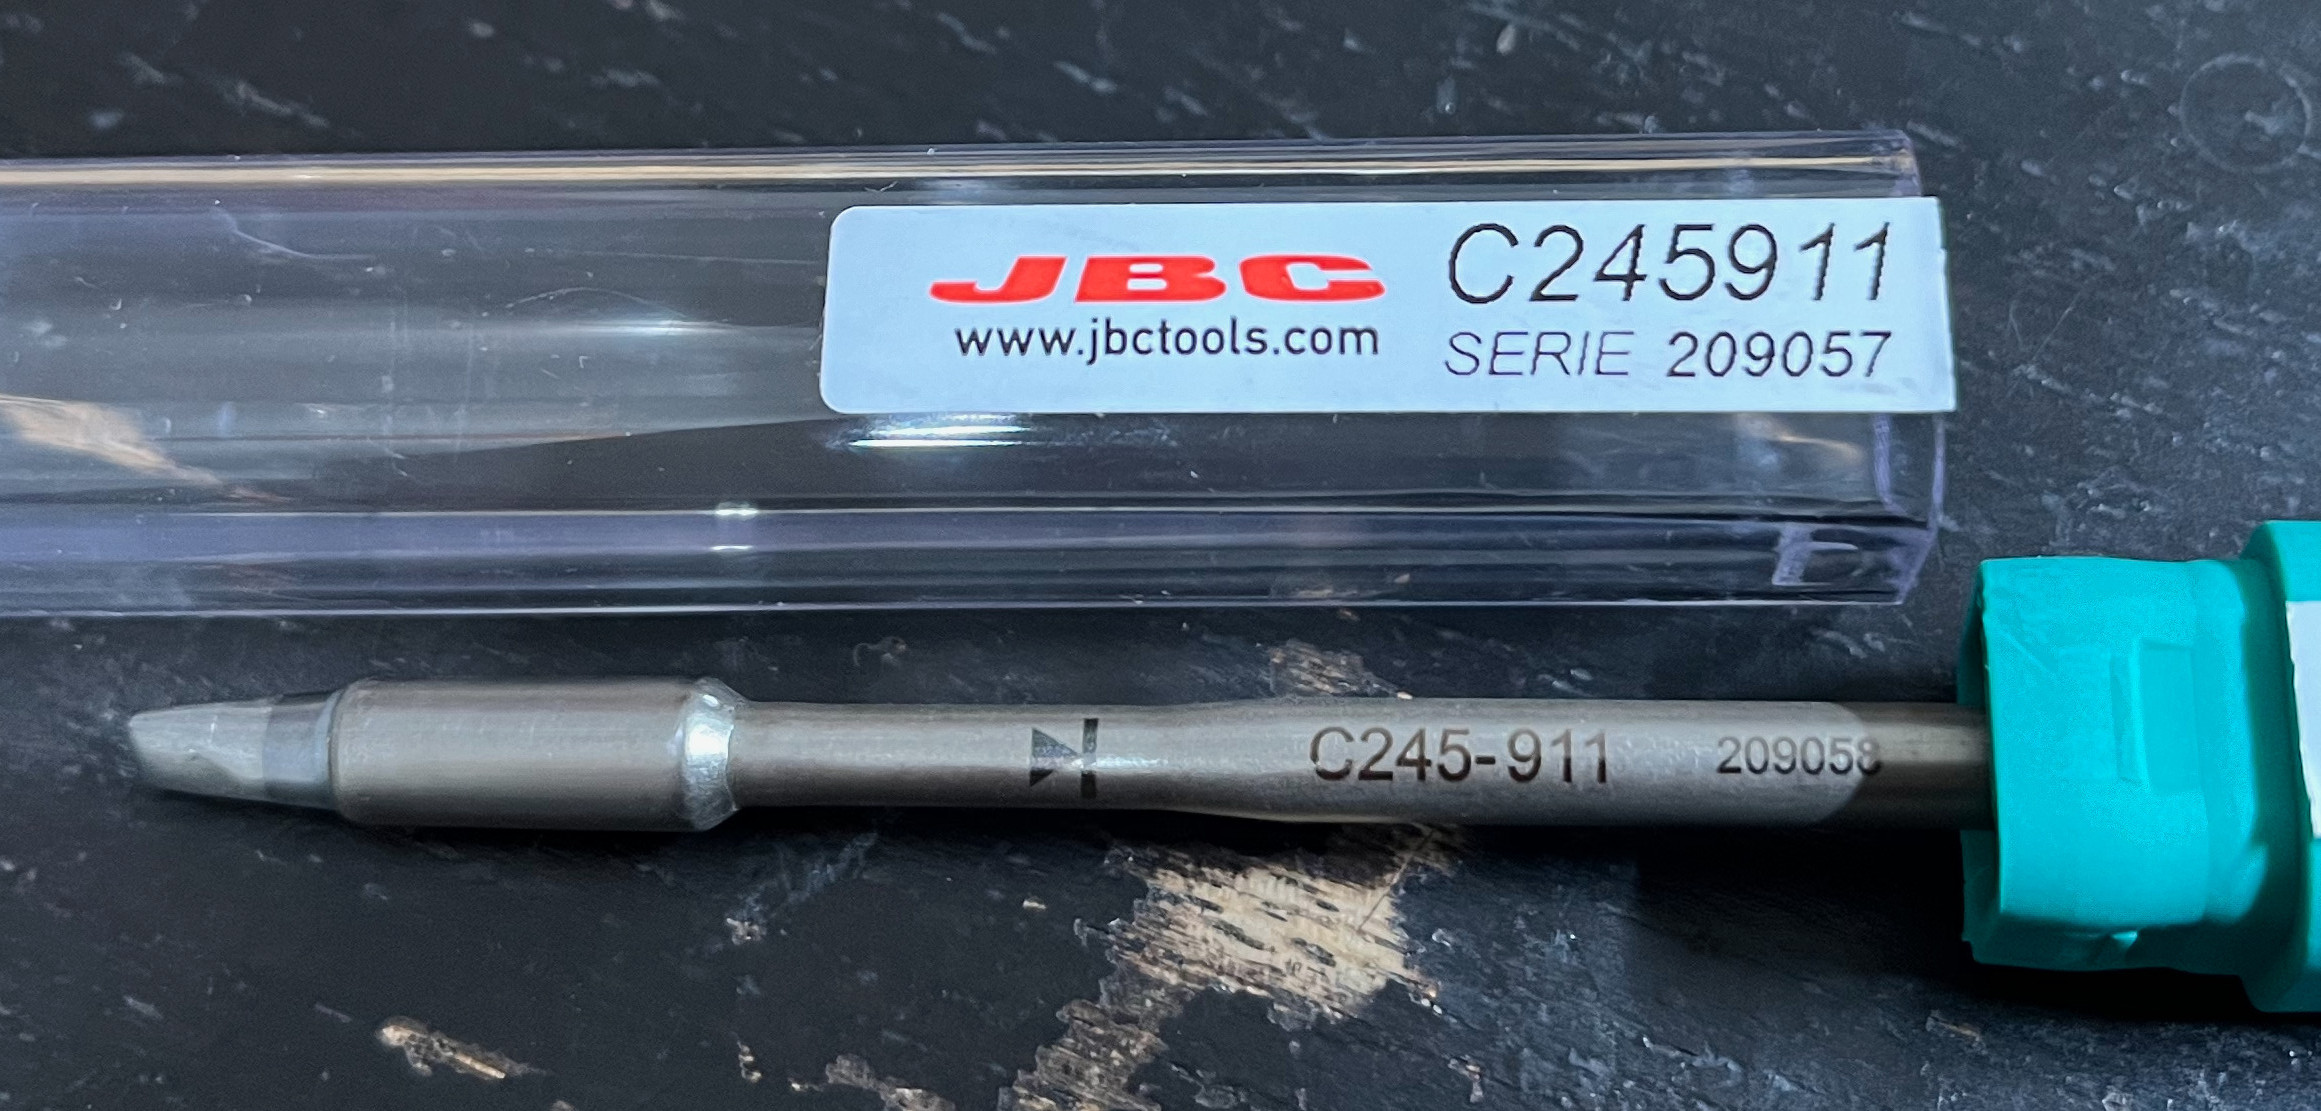 JBC C245911
www.jbctools.com SERIE 209057
C245-911 209058